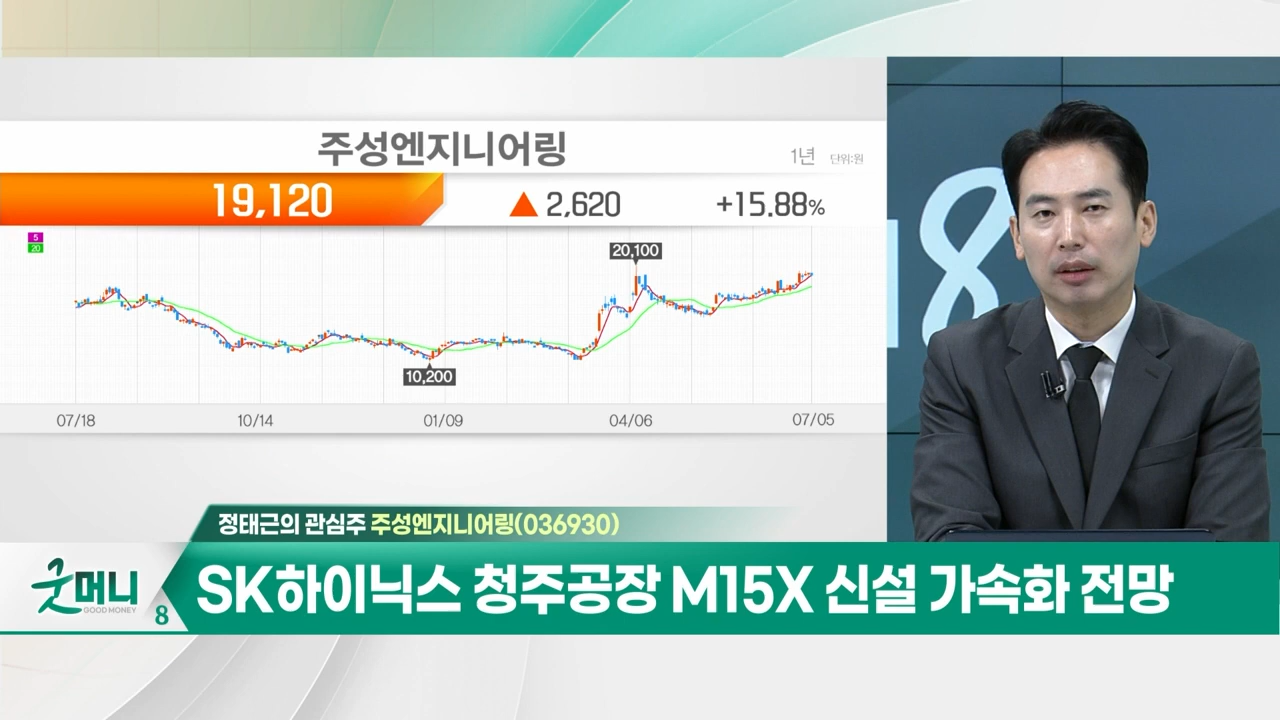 주성엔지니어링
1년 단위:원
19,120 ▲ 2,620 +15.88%
5
20
20,100
10,200
07/18 10/14 01/09 04/06 07/05
8
정태근의 관심주 주성엔지니어링(036930)
SK하이닉스 청주공장 M15X 신설 가속화 전망
굿머니
GOOD MONEY
8